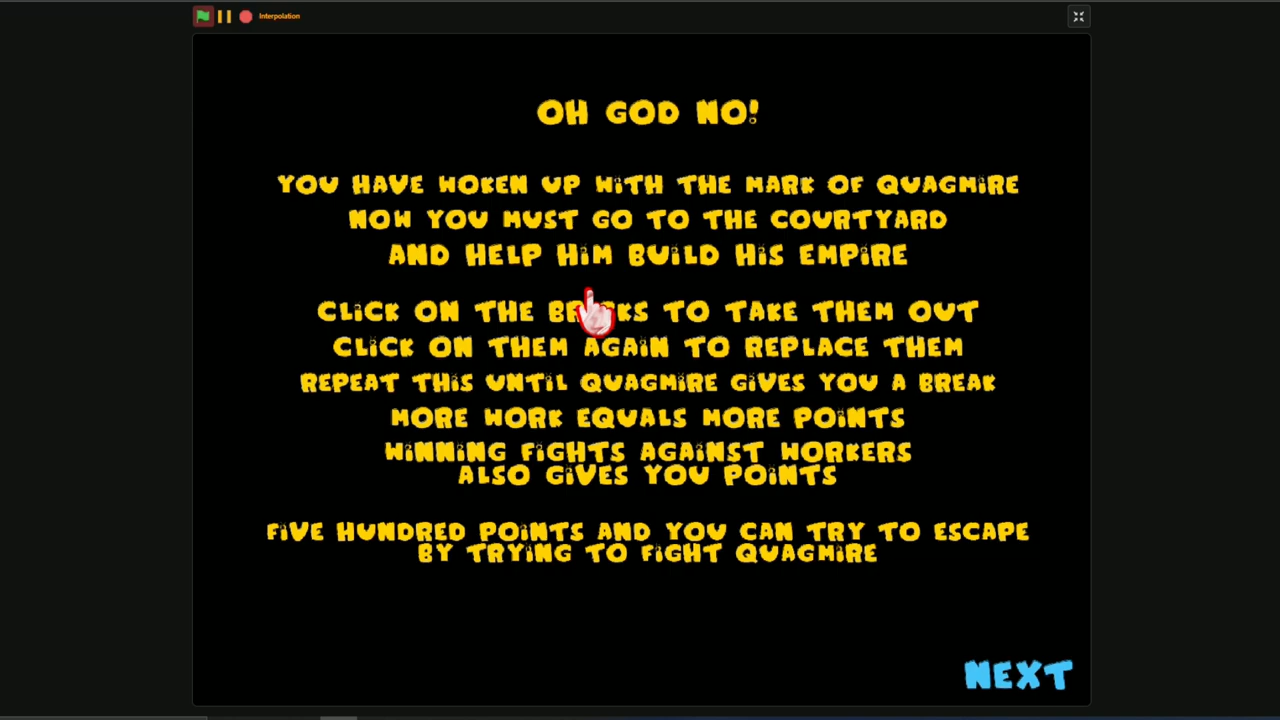 Interpolation
OH GOD NO!
YOU HAVE WOKEN UP WiTH THE MARK OF QUAGMiRE
NOW YOU MUST GO TO THE COURTYARD
AND HELP HiM BUiLD HiS EMPiRE
CLiCK ON THE TO TAKE THEM OUT
CLiCK ON THEM AGAiN TO REPLACE THEM
REPEAT THiS UNTiL QUAGMiRE GiVES YOU A BREAK
MORE WORK EQUALS MORE POiNTS
WiNNiNG FiGHTS AGAiNST WORKERS
ALSO GiVES YOU POiNTS
FiVE HUNDRED POiNTS AND YOU CAN TRY TO ESCAPE
BY TRYiNG TO FiGHT QUAGMiRE
NEXT